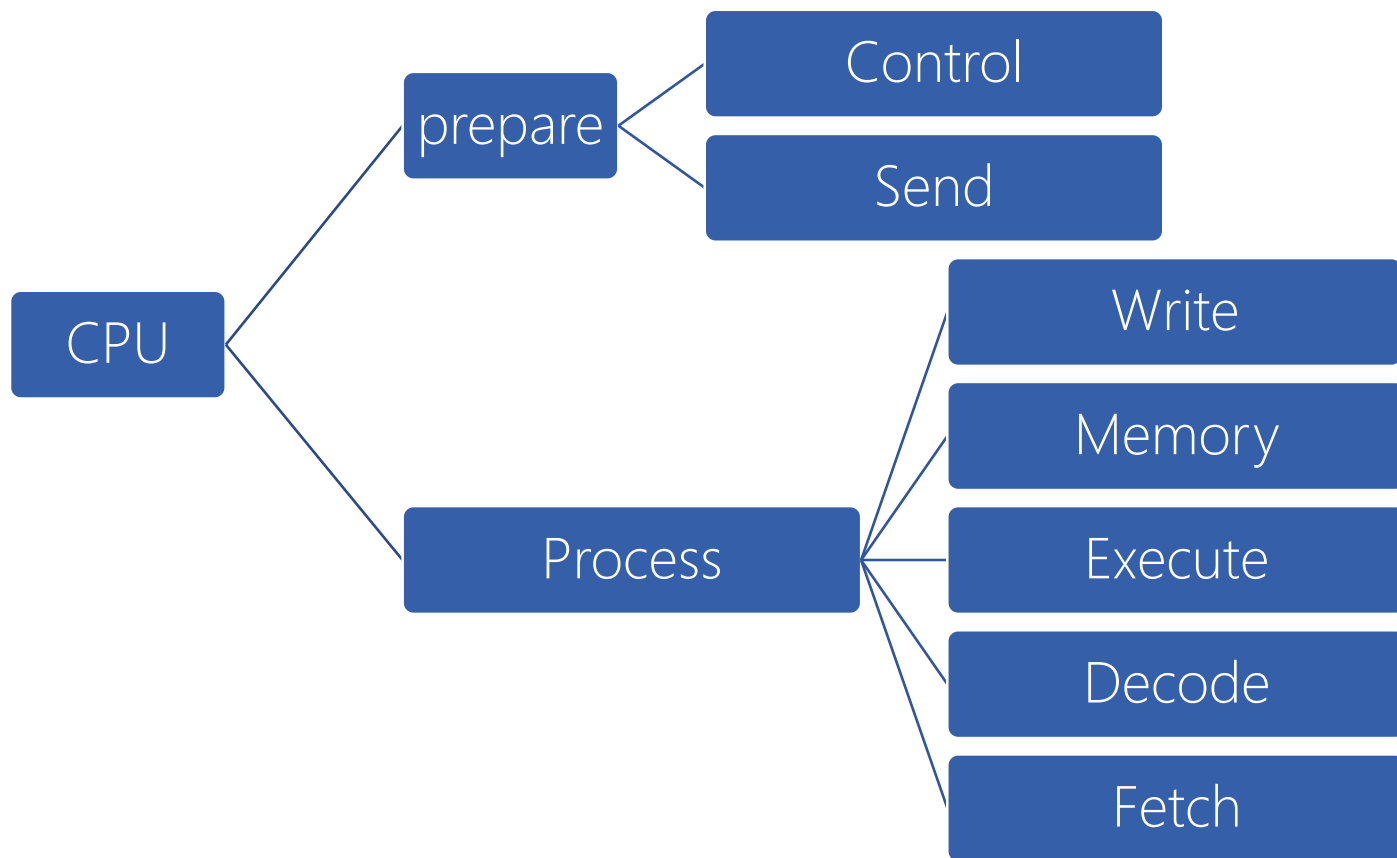 Control
prepare
Send
Write
CPU
Memory
Process
Execute
Decode
Fetch